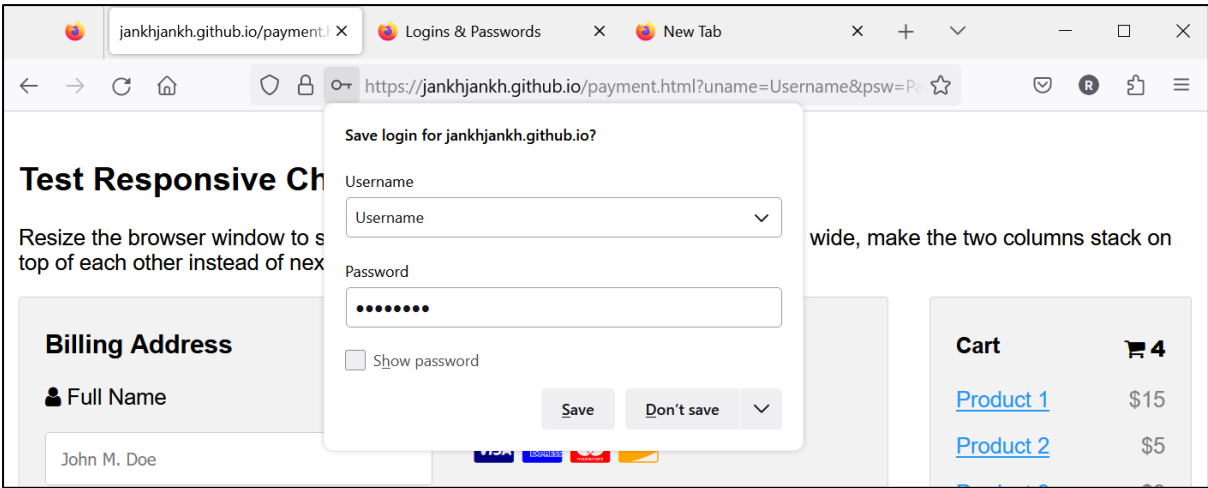 jankhjankh.github.io/payment.h
Logins & Passwords
New Tab
https://jankhjankh.github.io/payment.html?uname=Username&psw=Pa
R
Save login for jankhjankh.github.io?
Username
Username
Password
••••••••
Show password
Save
Don't save
Test Responsive Ch
Resize the browser window to s
wide, make the two columns stack on
top of each other instead of nex
Billing Address
Full Name
John M. Doe
VISA
EXPRESS
mastercard
Cart
4
Product 1 $15
Product 2 $5